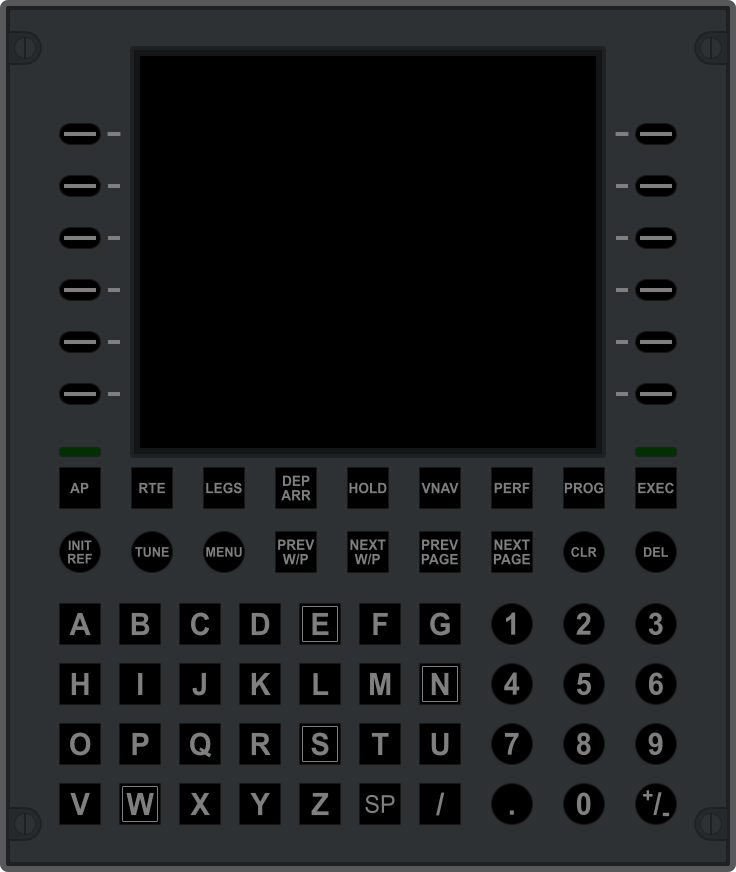 AP RTE LEGS DEP ARR HOLD VNAV PERF PROG EXEC
INIT REF TUNE MENU PREV W/P NEXT W/P PREV PAGE NEXT PAGE CLR DEL
A B C D E F G 1 2 3
H I J K L M N 4 5 6
O P Q R S T U 7 8 9
V W X Y Z SP / . 0 +/-